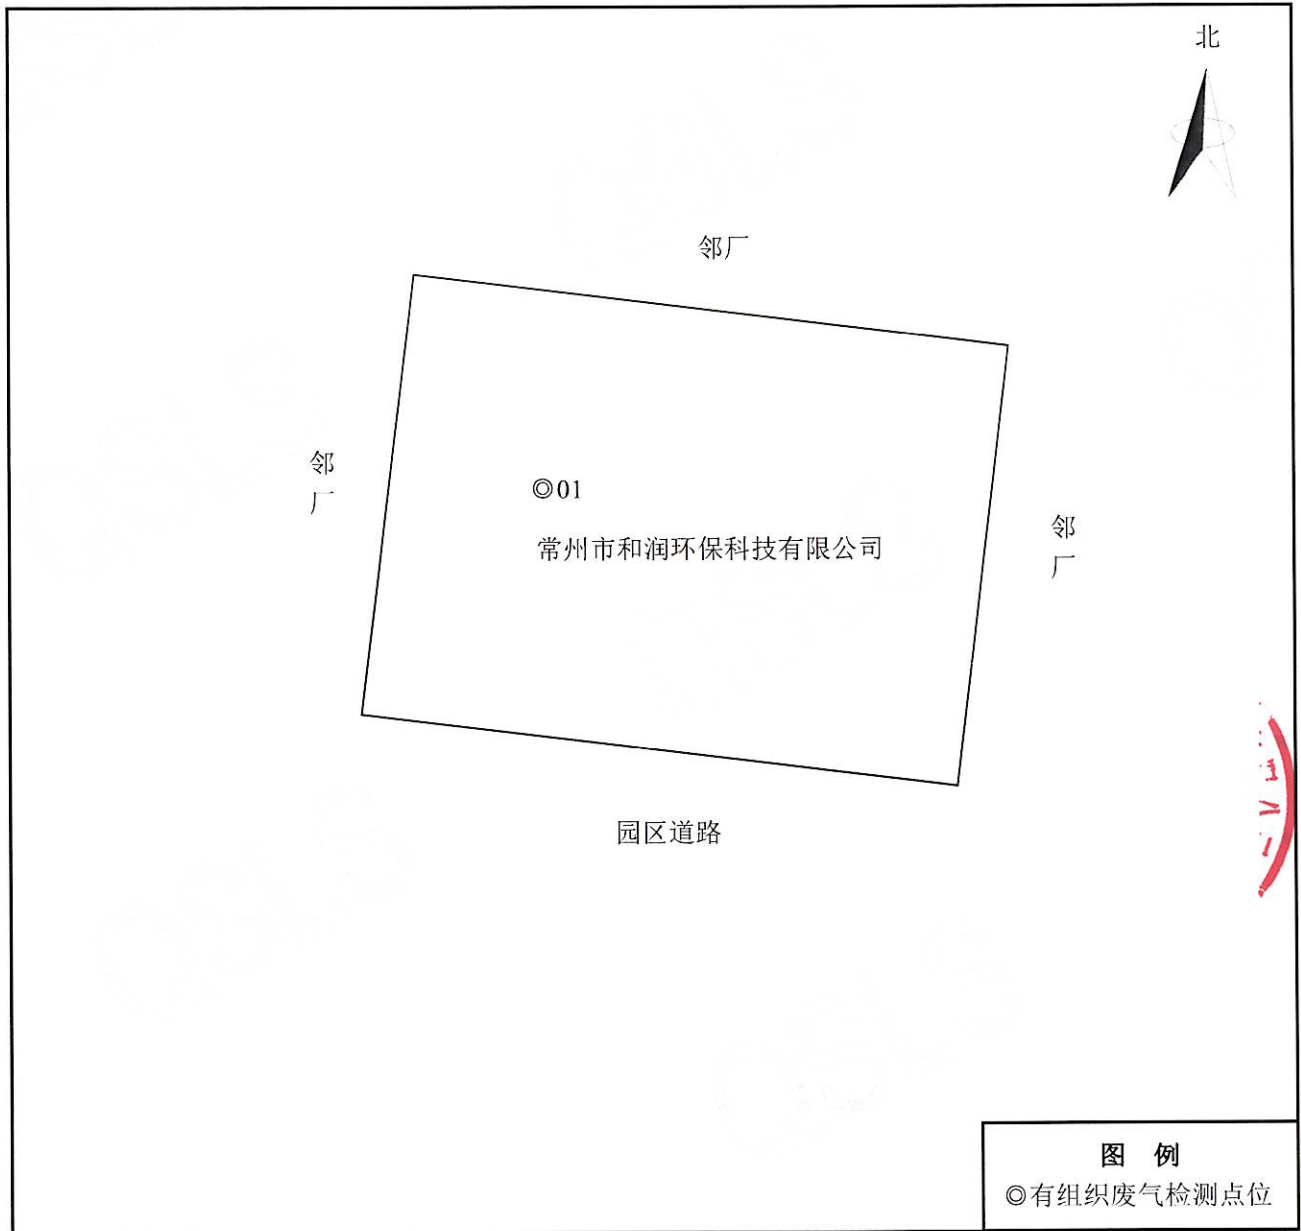 北
邻厂
邻
厂
◎01
常州市和润环保科技有限公司
邻
厂
园区道路
图 例
◎有组织废气检测点位